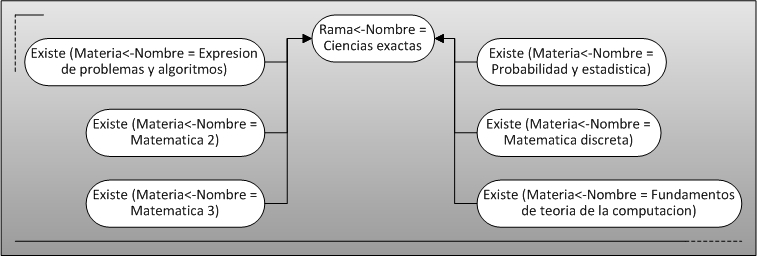 Rama<-Nombre =
Ciencias exactas
Existe (Materia<-Nombre = Expresion
de problemas y algoritmos)
Existe (Materia<-Nombre =
Matematica 2)
Existe (Materia<-Nombre =
Matematica 3)
Existe (Materia<-Nombre =
Probabilidad y estadistica)
Existe (Materia<-Nombre =
Matematica discreta)
Existe (Materia<-Nombre = Fundamentos
de teoria de la computacion)